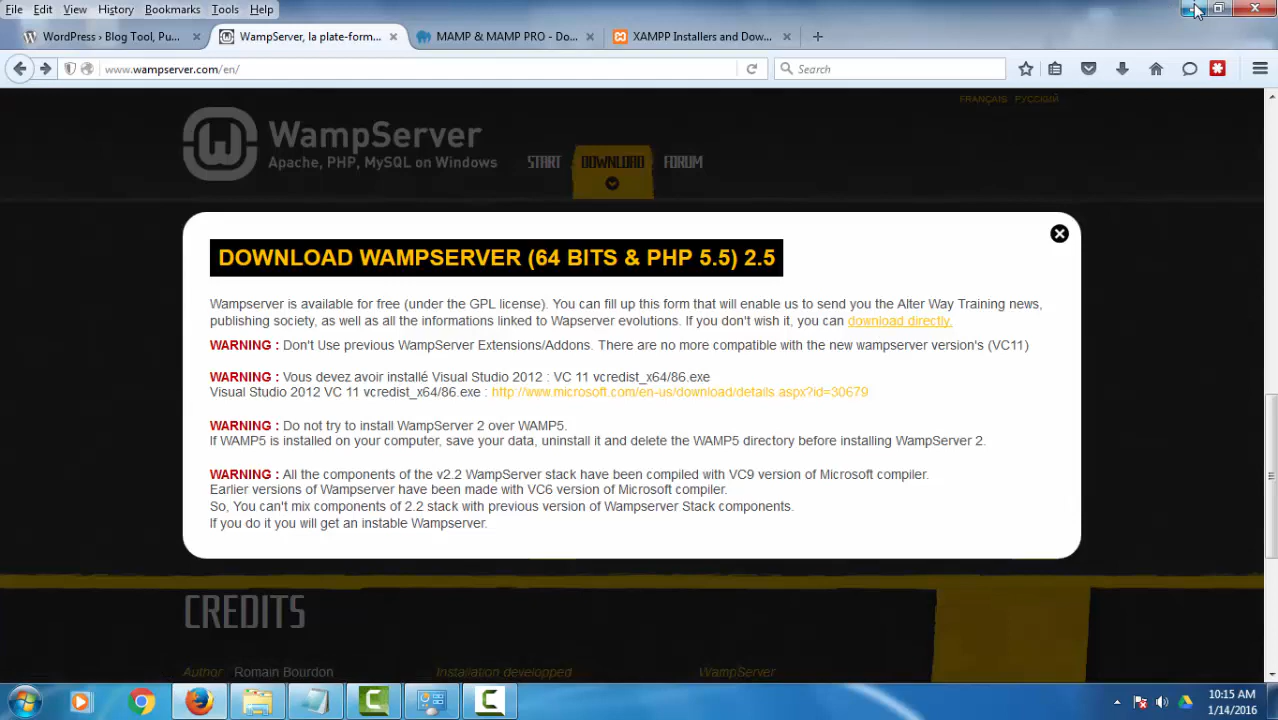 File Edit View History Bookmarks Tools Help
WordPress › Blog Tool, Pu...
WampServer, la plate-form...
MAMP & MAMP PRO - Do...
XAMPP Installers and Dow...
www.wampserver.com/en/
Search
FRANÇAIS РУССКИЙ
WampServer
Apache, PHP, MySQL on Windows
START DOWNLOAD FORUM
DOWNLOAD WAMPSERVER (64 BITS & PHP 5.5) 2.5
Wampserver is available for free (under the GPL license). You can fill up this form that will enable us to send you the Alter Way Training news,
publishing society, as well as all the informations linked to Wapserver evolutions. If you don't wish it, you can download directly.
WARNING : Don't Use previous WampServer Extensions/Addons. There are no more compatible with the new wampserver version's (VC11)
WARNING : Vous devez avoir installé Visual Studio 2012 : VC 11 vcredist_x64/86.exe
Visual Studio 2012 VC 11 vcredist_x64/86.exe : http://www.microsoft.com/en-us/download/details.aspx?id=30679
WARNING : Do not try to install WampServer 2 over WAMP5.
If WAMP5 is installed on your computer, save your data, uninstall it and delete the WAMP5 directory before installing WampServer 2.
WARNING : All the components of the v2.2 WampServer stack have been compiled with VC9 version of Microsoft compiler.
Earlier versions of Wampserver have been made with VC6 version of Microsoft compiler.
So, You can't mix components of 2.2 stack with previous version of Wampserver Stack components.
If you do it you will get an instable Wampserver.
CREDITS
Author Romain Bourdon
Installation developped
WampServer
10:15 AM
1/14/2016